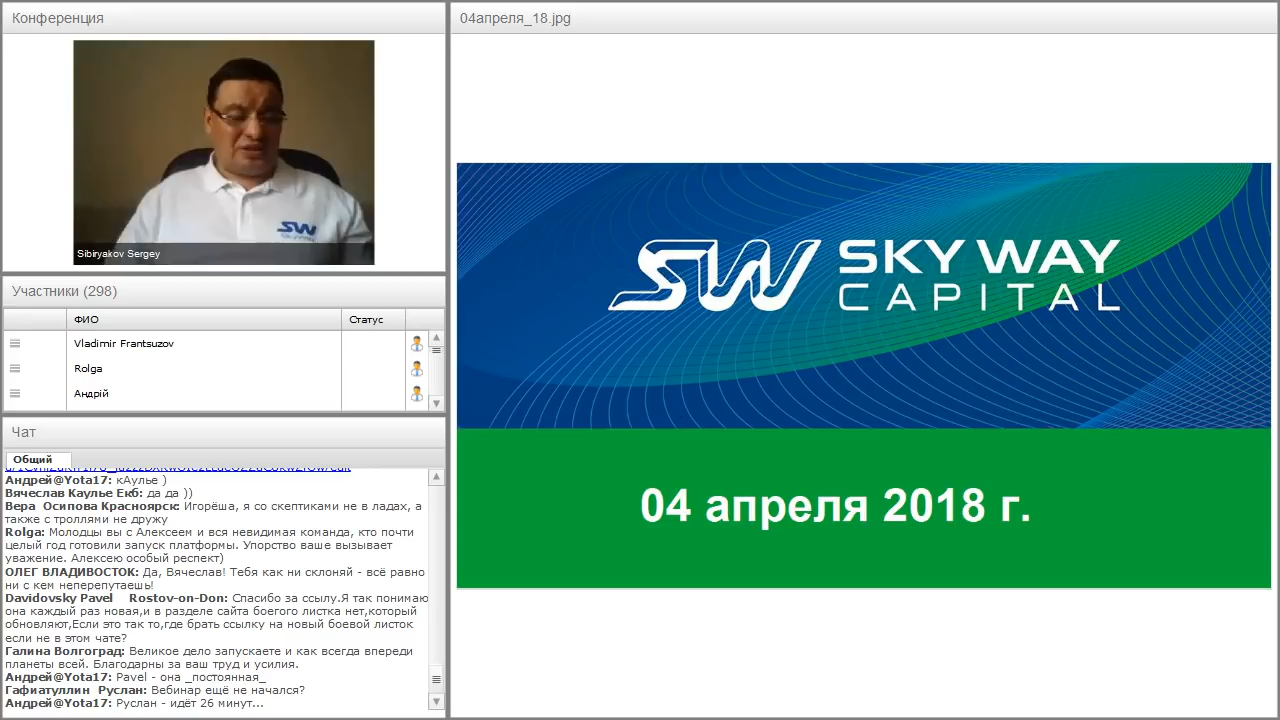 Конференция
Sibiryakov Sergey
SW
Участники (298)
ФИО
Статус
Vladimir Frantsuzov
Rolga
Андрій
Чат
Общий
Андрей@Yota17: кАулье )
Вячеслав Каулье Екб: да да ))
Вера Осипова Красноярск: Игорёша, я со скептиками не в ладах, а
также с троллями не дружу
Rolga: Молодцы вы с Алексеем и вся невидимая команда, кто почти
целый год готовили запуск платформы. Упорство ваше вызывает
уважение. Алексею особый респект)
ОЛЕГ ВЛАДИВОСТОК: Да, Вячеслав! Тебя как ни склоняй - всё равно
ни с кем неперепутаешь!
Davidovsky Pavel Rostov-on-Don: Спасибо за ссылу.Я так понимаю
она каждый раз новая,и в разделе сайта боегого листка нет,который
обновляют,Если это так то,где брать ссылку на новый боевой листок
если не в этом чате?
Галина Волгоград: Великое дело запускаете и как всегда впереди
планеты всей. Благодарны за ваш труд и усилия.
Андрей@Yota17: Pavel - она _постоянная_
Гафиатуллин Руслан: Вебинар ещё не начался?
Андрей@Yota17: Руслан - идёт 26 минут...
04апреля_18.jpg
SW SKY WAY
CAPITAL
04 апреля 2018 г.